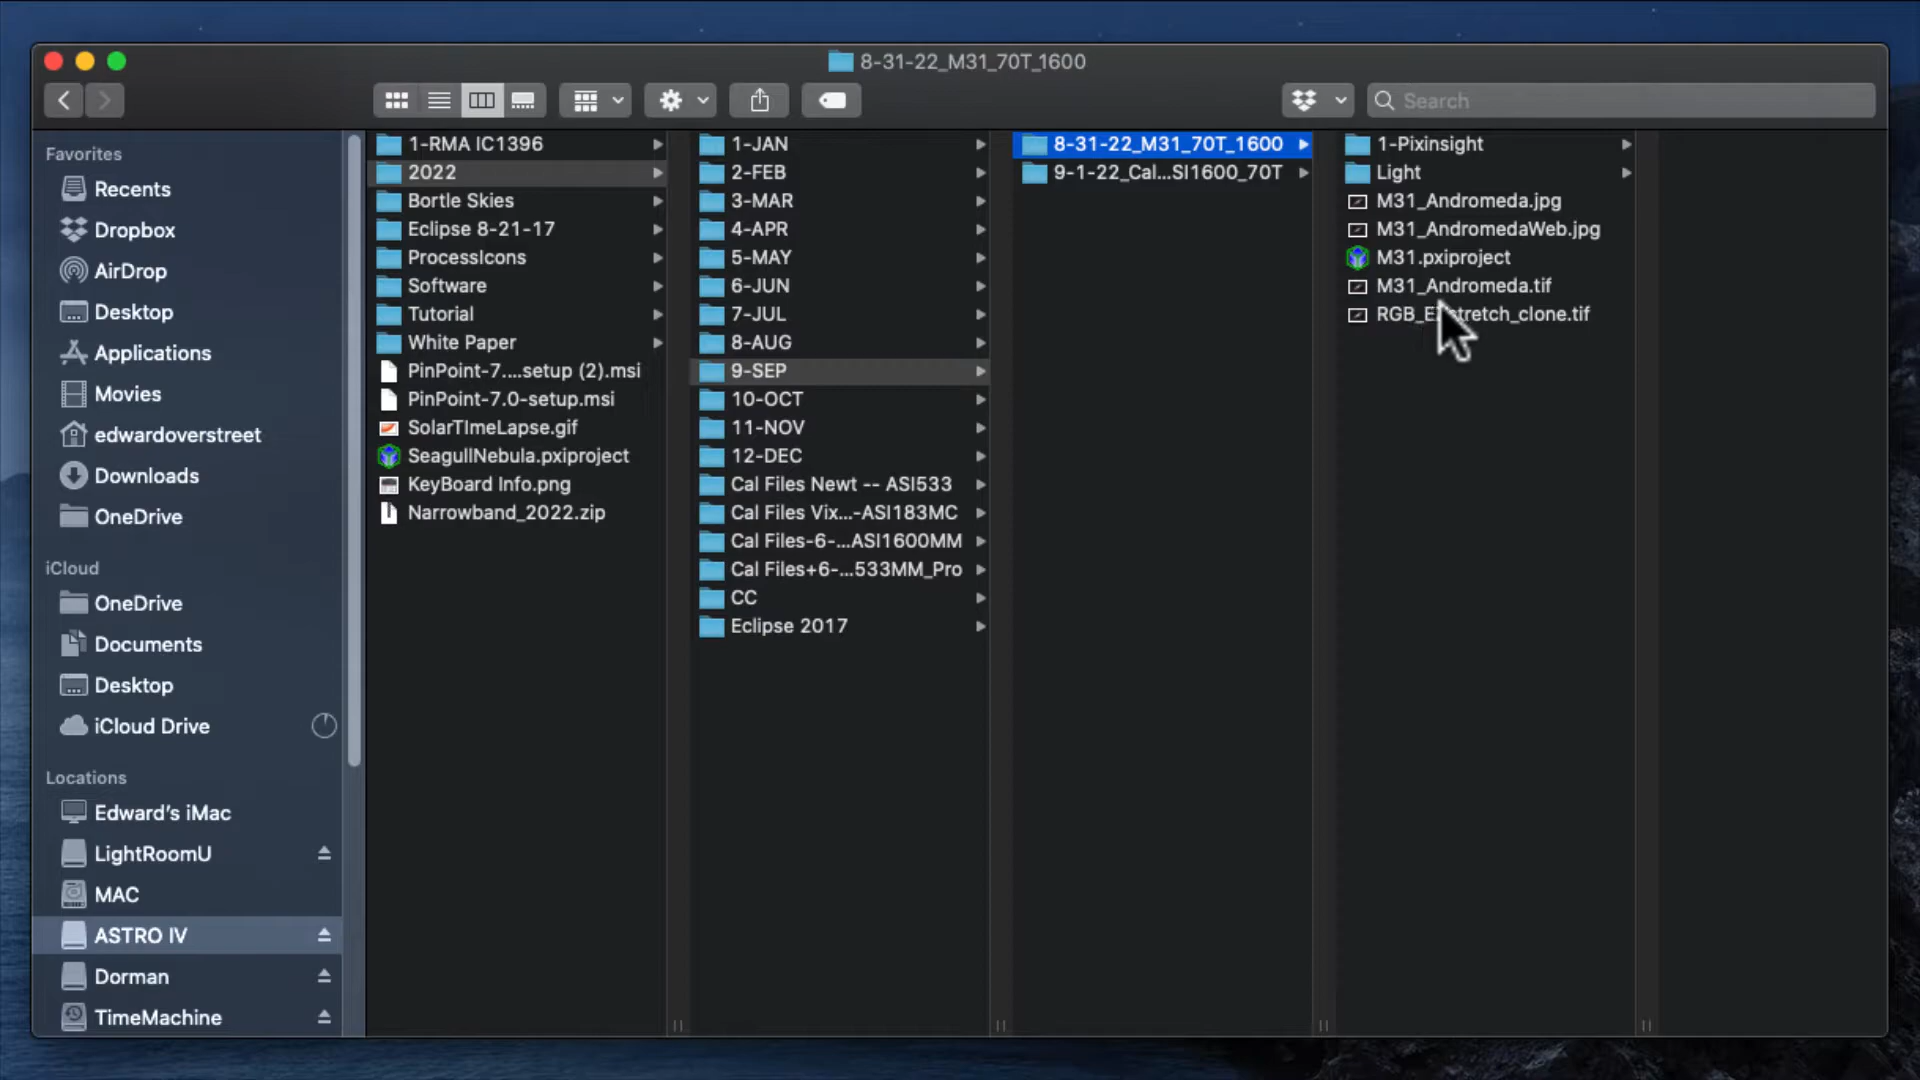 8-31-22_M31_70T_1600
Search
Favorites
Recents
Dropbox
AirDrop
Desktop
Applications
Movies
edwardoverstreet
Downloads
OneDrive
iCloud
OneDrive
Documents
Desktop
iCloud Drive
Locations
Edward's iMac
LightRoomU
MAC
ASTRO IV
Dorman
TimeMachine
1-RMA IC1396
2022
Bortle Skies
Eclipse 8-21-17
ProcessIcons
Software
Tutorial
White Paper
PinPoint-7....setup (2).msi
PinPoint-7.0-setup.msi
SolarTImeLapse.gif
SeagullNebula.pxiproject
KeyBoard Info.png
Narrowband_2022.zip
1-JAN
2-FEB
3-MAR
4-APR
5-MAY
6-JUN
7-JUL
8-AUG
9-SEP
10-OCT
11-NOV
12-DEC
Cal Files Newt -- ASI533
Cal Files Vix...-ASI183MC
Cal Files-6-...ASI1600MM
Cal Files+6-...533MM_Pro
CC
Eclipse 2017
8-31-22_M31_70T_1600
9-1-22_Cal...SI1600_70T
1-Pixinsight
Light
M31_Andromeda.jpg
M31_AndromedaWeb.jpg
M31.pxiproject
M31_Andromeda.tif